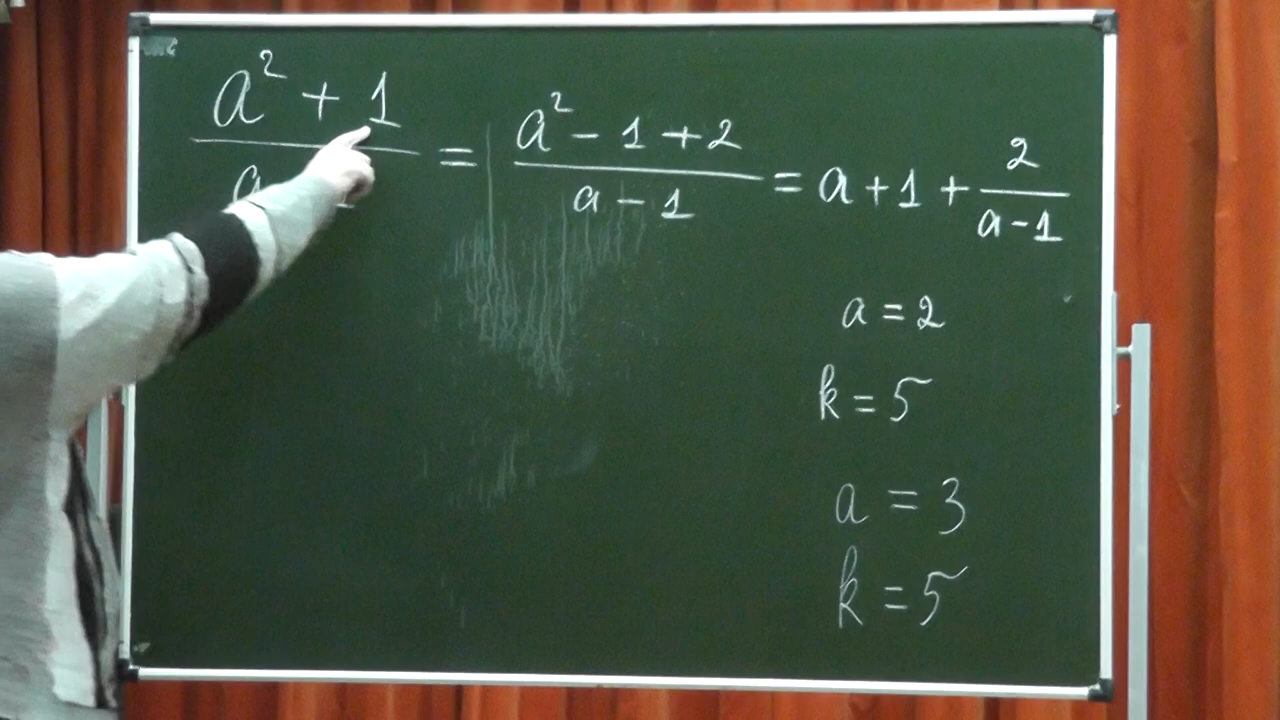 a² + 1 / a = a² - 1 + 2 / a - 1 = a + 1 + 2 / a - 1
a = 2
k = 5
a = 3
k = 5